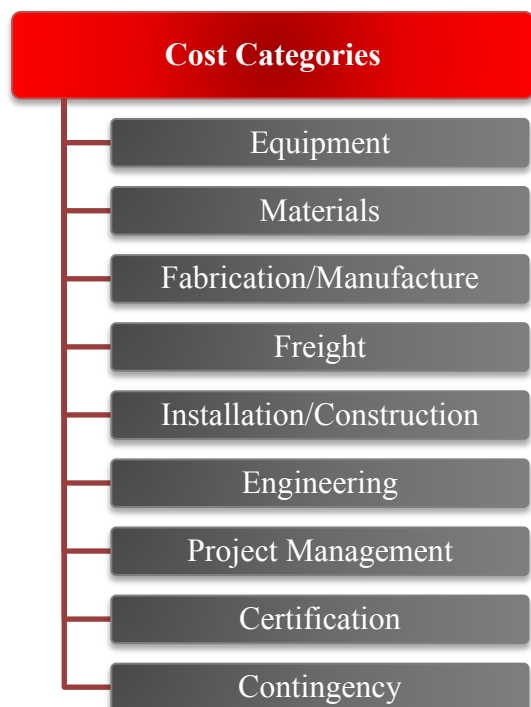 Cost Categories
Equipment
Materials
Fabrication/Manufacture
Freight
Installation/Construction
Engineering
Project Management
Certification
Contingency